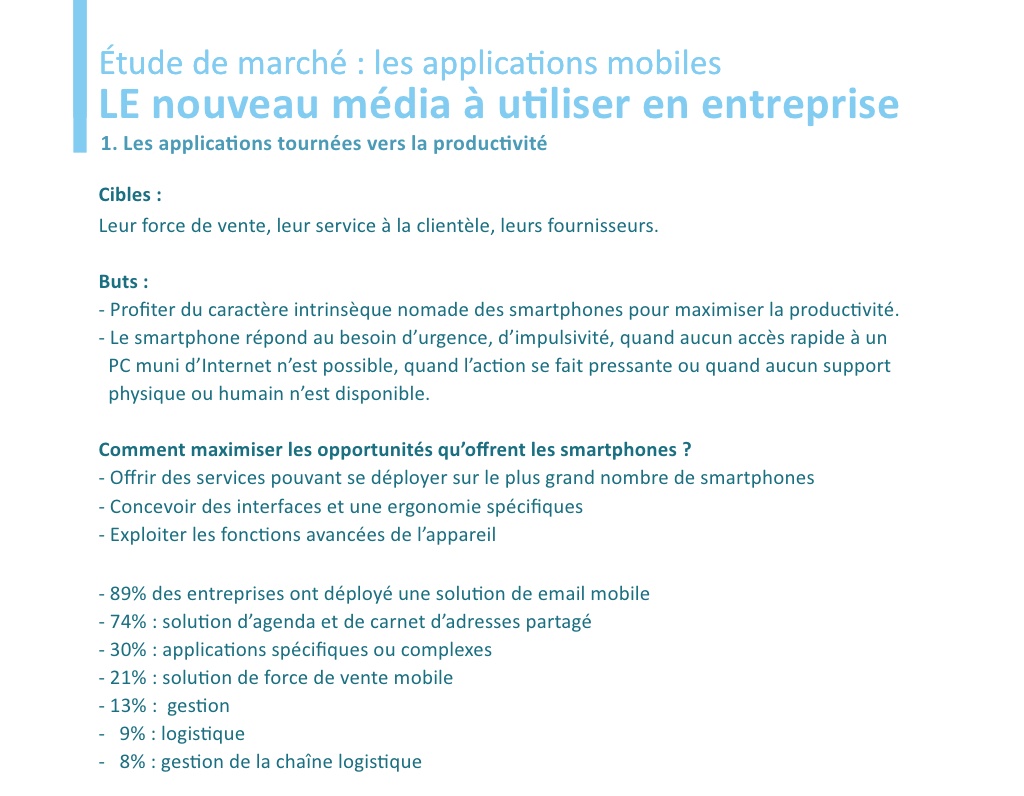 Étude de marché : les applications mobiles
LE nouveau média à utiliser en entreprise
1. Les applications tournées vers la productivité
Cibles :
Leur force de vente, leur service à la clientèle, leurs fournisseurs.
Buts :
- Profiter du caractère intrinsèque nomade des smartphones pour maximiser la productivité.
- Le smartphone répond au besoin d’urgence, d’impulsivité, quand aucun accès rapide à un
PC muni d’Internet n’est possible, quand l’action se fait pressante ou quand aucun support
physique ou humain n’est disponible.
Comment maximiser les opportunités qu’offrent les smartphones ?
- Offrir des services pouvant se déployer sur le plus grand nombre de smartphones
- Concevoir des interfaces et une ergonomie spécifiques
- Exploiter les fonctions avancées de l’appareil
- 89% des entreprises ont déployé une solution de email mobile
- 74% : solution d’agenda et de carnet d’adresses partagé
- 30% : applications spécifiques ou complexes
- 21% : solution de force de vente mobile
- 13% :  gestion
-   9% : logistique
-   8% : gestion de la chaîne logistique